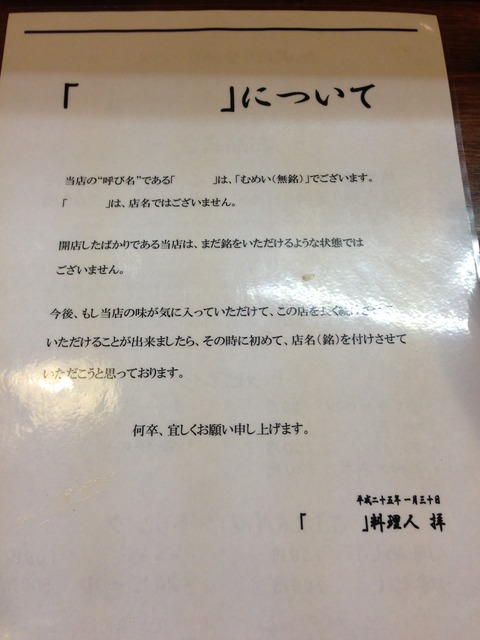 「　　　　」について
当店の“呼び名”である「　　　」は、「むめい（無銘）」でございます。
「　　　」は、店名ではございません。
開店したばかりである当店は、まだ銘をいただけるような状態では
ございません。
今後、もし当店の味が気に入っていただけて、この店を長く続け
いただけることが出来ましたら、その時に初めて、店名（銘）を付けさせて
いただこうと思っております。
何卒、宜しくお願い申し上げます。
平成二十五年 一月三十日
「　　　」料理人 拝